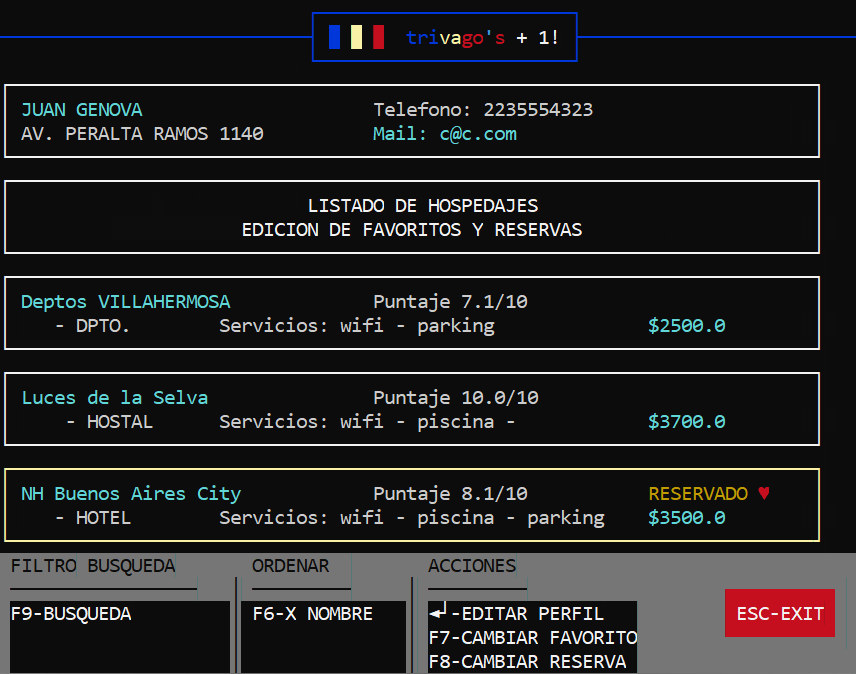 trivago's + 1!
JUAN GENOVA Telefono: 2235554323
AV. PERALTA RAMOS 1140 Mail: c@c.com
LISTADO DE HOSPEDAJES
EDICION DE FAVORITOS Y RESERVAS
Deptos VILLAHERMOSA Puntaje 7.1/10
- DPTO. Servicios: wifi - parking $2500.0
Luces de la Selva Puntaje 10.0/10
- HOSTAL Servicios: wifi - piscina - $3700.0
NH Buenos Aires City Puntaje 8.1/10 RESERVADO ♥
- HOTEL Servicios: wifi - piscina - parking $3500.0
FILTRO BUSQUEDA ORDENAR ACCIONES
F9-BUSQUEDA F6-X NOMBRE ↲-EDITAR PERFIL ESC-EXIT
F7-CAMBIAR FAVORITO
F8-CAMBIAR RESERVA